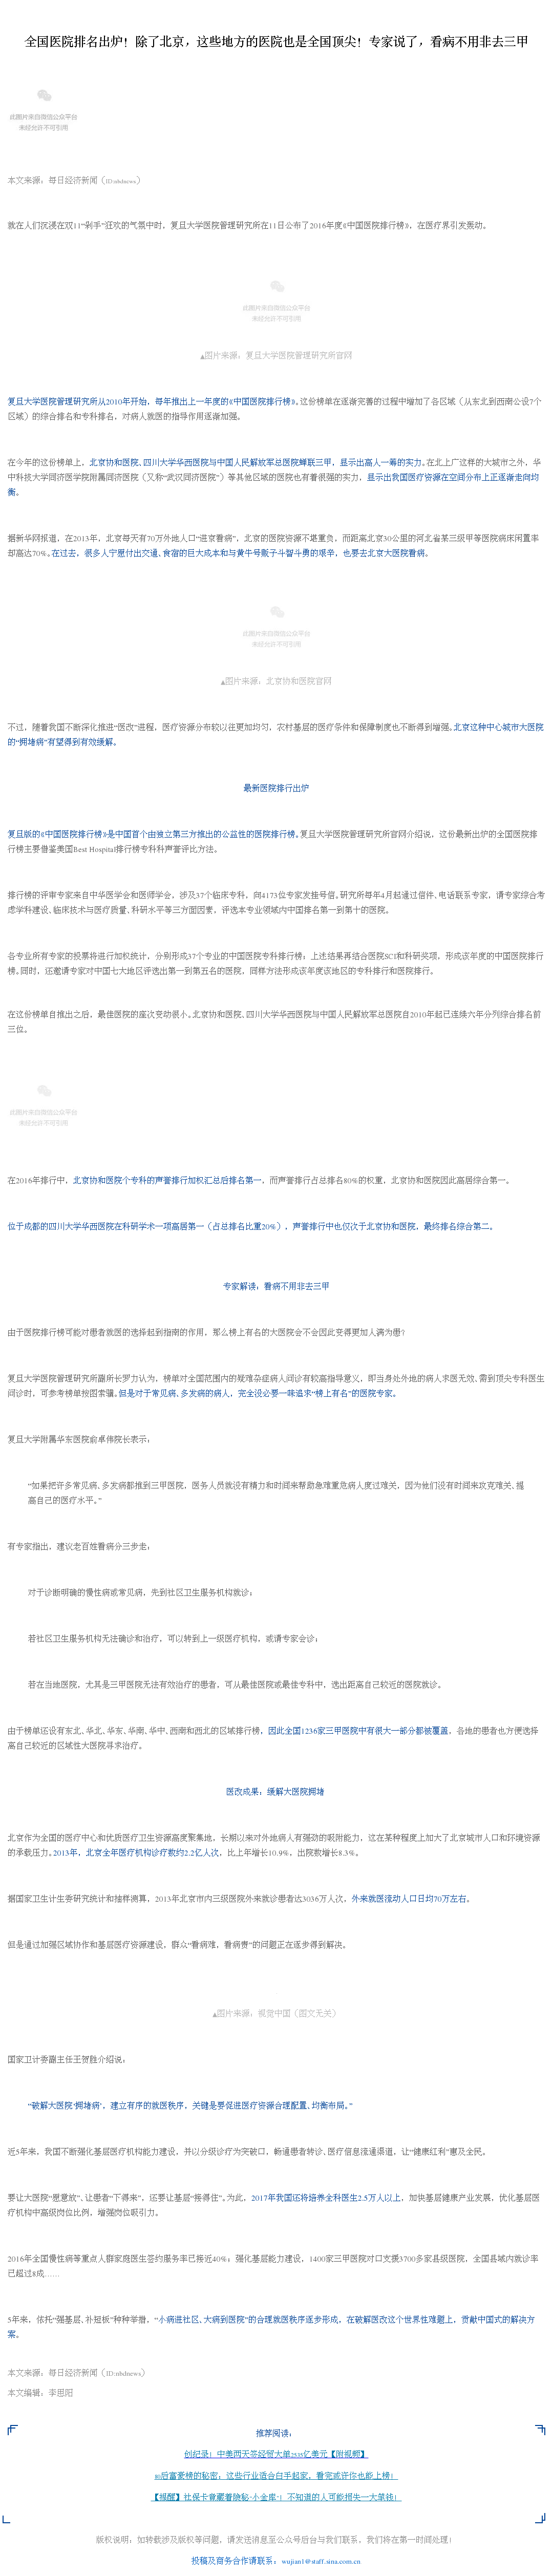 全国医院排名出炉！除了北京，这些地方的医院也是全国顶尖！专家说了，看病不用非去三甲
此图片来自微信公众平台
未经允许不可引用
本文来源：每日经济新闻（ID:nbdnews）
就在人们沉浸在双11“剁手”狂欢的气氛中时，复旦大学医院管理研究所在11日公布了2016年度《中国医院排行榜》，在医疗界引发轰动。
此图片来自微信公众平台
未经允许不可引用
▲图片来源：复旦大学医院管理研究所官网
复旦大学医院管理研究所从2010年开始，每年推出上一年度的《中国医院排行榜》。这份榜单在逐渐完善的过程中增加了各区域（从东北到西南公设7个
区域）的综合排名和专科排名，对病人就医的指导作用逐渐加强。
在今年的这份榜单上，北京协和医院、四川大学华西医院与中国人民解放军总医院蝉联三甲，显示出高人一筹的实力。在北上广这样的大城市之外，华
中科技大学同济医学院附属同济医院（又称“武汉同济医院”）等其他区域的医院也有着很强的实力，显示出我国医疗资源在空间分布上正逐渐走向均
衡。
据新华网报道，在2013年，北京每天有70万外地人口“进京看病”，北京的医院资源不堪重负，而距离北京30公里的河北省某三级甲等医院病床闲置率
却高达70%。在过去，很多人宁愿付出交通、食宿的巨大成本和与黄牛号贩子斗智斗勇的艰辛，也要去北京大医院看病。
此图片来自微信公众平台
未经允许不可引用
▲图片来源：北京协和医院官网
不过，随着我国不断深化推进“医改”进程，医疗资源分布较以往更加均匀，农村基层的医疗条件和保障制度也不断得到增强。北京这种中心城市大医院
的“拥堵病”有望得到有效缓解。
最新医院排行出炉
复旦版的《中国医院排行榜》是中国首个由独立第三方推出的公益性的医院排行榜。复旦大学医院管理研究所官网介绍说，这份最新出炉的全国医院排
行榜主要借鉴美国Best Hospital排行榜专科科声誉评比方法。
排行榜的评审专家来自中华医学会和医师学会，涉及37个临床专科，向4173位专家发挂号信。研究所每年4月起通过信件、电话联系专家，请专家综合考
虑学科建设、临床技术与医疗质量、科研水平等三方面因素，评选本专业领域内中国排名第一到第十的医院。
各专业所有专家的投票将进行加权统计，分别形成37个专业的中国医院专科排行榜；上述结果再结合医院SCI和科研奖项，形成该年度的中国医院排行
榜。同时，还邀请专家对中国七大地区评选出第一到第五名的医院，同样方法形成该年度该地区的专科排行和医院排行。
在这份榜单自推出之后，最佳医院的座次变动很小。北京协和医院、四川大学华西医院与中国人民解放军总医院自2010年起已连续六年分列综合排名前
三位。
此图片来自微信公众平台
未经允许不可引用
在2016年排行中，北京协和医院个专科的声誉排行加权汇总后排名第一，而声誉排行占总排名80%的权重，北京协和医院因此高居综合第一。
位于成都的四川大学华西医院在科研学术一项高居第一（占总排名比重20%），声誉排行中也仅次于北京协和医院，最终排名综合第二。
专家解读：看病不用非去三甲
由于医院排行榜可能对患者就医的选择起到指南的作用，那么榜上有名的大医院会不会因此变得更加人满为患？
复旦大学医院管理研究所副所长罗力认为，榜单对全国范围内的疑难杂症病人问诊有较高指导意义，即当身处外地的病人求医无效、需到顶尖专科医生
问诊时，可参考榜单按图索骥。但是对于常见病、多发病的病人，完全没必要一味追求“榜上有名”的医院专家。
复旦大学附属华东医院俞卓伟院长表示：
“如果把许多常见病、多发病都推到三甲医院，医务人员就没有精力和时间来帮助急难重危病人度过难关，因为他们没有时间来攻克难关、提
高自己的医疗水平。”
有专家指出，建议老百姓看病分三步走：
对于诊断明确的慢性病或常见病，先到社区卫生服务机构就诊；
若社区卫生服务机构无法确诊和治疗，可以转到上一级医疗机构，或请专家会诊；
若在当地医院，尤其是三甲医院无法有效治疗的患者，可从最佳医院或最佳专科中，选出距离自己较近的医院就诊。
由于榜单还设有东北、华北、华东、华南、华中、西南和西北的区域排行榜，因此全国1236家三甲医院中有很大一部分都被覆盖，各地的患者也方便选择
离自己较近的区域性大医院寻求治疗。
医改成果：缓解大医院拥堵
北京作为全国的医疗中心和优质医疗卫生资源高度聚集地，长期以来对外地病人有强劲的吸附能力，这在某种程度上加大了北京城市人口和环境资源
的承载压力。2013年，北京全年医疗机构诊疗数约2.2亿人次，比上年增长10.9%，出院数增长8.3%。
据国家卫生计生委研究统计和抽样测算，2013年北京市内三级医院外来就诊患者达3036万人次，外来就医流动人口日均70万左右。
但是通过加强区域协作和基层医疗资源建设，群众“看病难，看病贵”的问题正在逐步得到解决。
▲图片来源：视觉中国（图文无关）
国家卫计委副主任王贺胜介绍说：
“破解大医院‘拥堵病’，建立有序的就医秩序，关键是要促进医疗资源合理配置、均衡布局。”
近5年来，我国不断强化基层医疗机构能力建设，并以分级诊疗为突破口，畅通患者转诊、医疗信息流通渠道，让“健康红利”惠及全民。
要让大医院“愿意放”、让患者“下得来”，还要让基层“接得住”。为此，2017年我国还将培养全科医生2.5万人以上，加快基层健康产业发展，优化基层医
疗机构中高级岗位比例，增强岗位吸引力。
2016年全国慢性病等重点人群家庭医生签约服务率已接近40%；强化基层能力建设，1400家三甲医院对口支援3700多家县级医院，全国县域内就诊率
已超过8成……
5年来，依托“强基层、补短板”种种举措，“小病进社区、大病到医院”的合理就医秩序逐步形成，在破解医改这个世界性难题上，贡献中国式的解决方
案。
本文来源：每日经济新闻（ID:nbdnews）
本文编辑：李思阳
推荐阅读：
创纪录！中美两天签经贸大单2535亿美元【附视频】
80后富豪榜的秘密：这些行业适合白手起家，看完或许你也能上榜！
【提醒】社保卡竟藏着隐秘“小金库”！不知道的人可能损失一大笔钱！
版权说明，如转载涉及版权等问题，请发送消息至公众号后台与我们联系，我们将在第一时间处理！
投稿及商务合作请联系：wujian1@staff.sina.com.cn